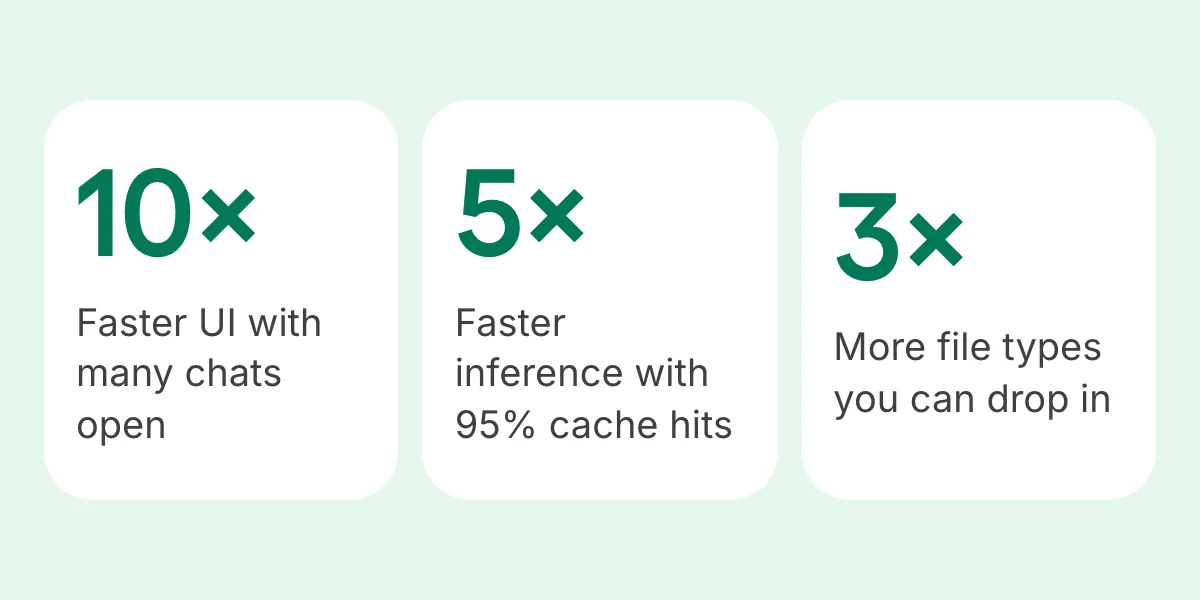 10×
Faster UI with
many chats
open
5×
Faster
inference with
95% cache hits
3×
More file types
you can drop in